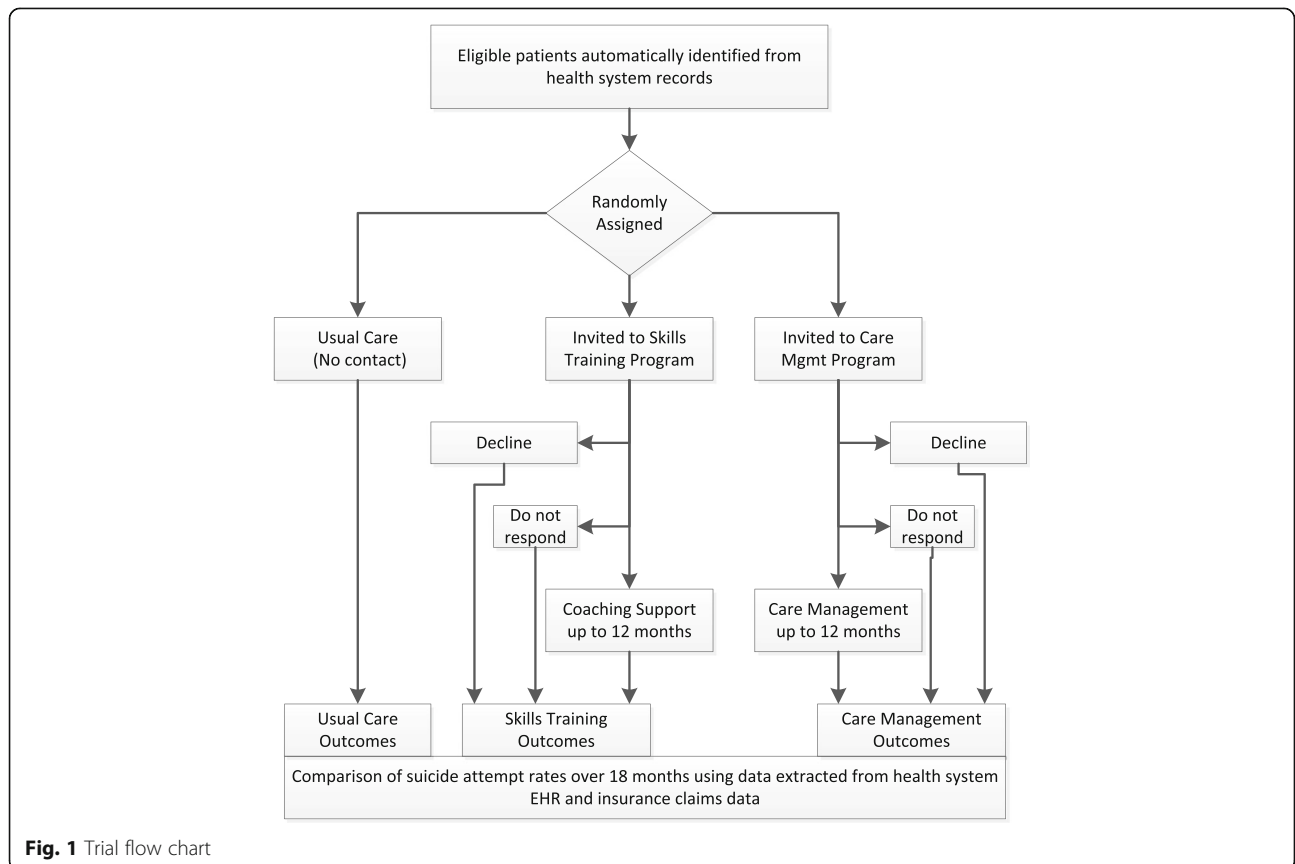 Eligible patients automatically identified from
health system records
Randomly
Assigned
Usual Care
(No contact)
Invited to Skills
Training Program
Invited to Care
Mgmt Program
Decline
Decline
Do not
respond
Do not
respond
Coaching Support
up to 12 months
Care Management
up to 12 months
Usual Care
Outcomes
Skills Training
Outcomes
Care Management
Outcomes
Comparison of suicide attempt rates over 18 months using data extracted from health system
EHR and insurance claims data
Fig. 1 Trial flow chart